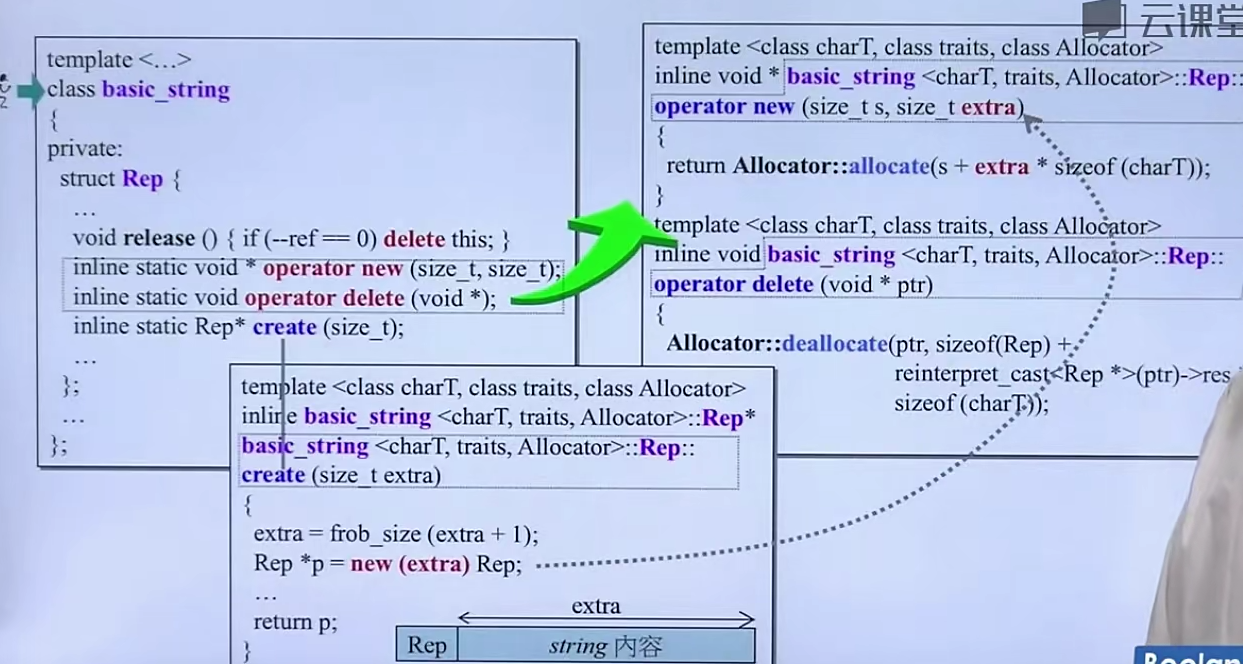 云课堂
template <…>
class basic_string
{
private:
struct Rep {
…
void release () { if (--ref == 0) delete this; }
inline static void * operator new (size_t, size_t);
inline static void operator delete (void *);
inline static Rep* create (size_t);
…
};
…
};
template <class charT, class traits, class Allocator>
inline void * basic_string <charT, traits, Allocator>::Rep::
operator new (size_t s, size_t extra)
{
return Allocator::allocate(s + extra * sizeof (charT));
}
template <class charT, class traits, class Allocator>
inline void basic_string <charT, traits, Allocator>::Rep::
operator delete (void * ptr)
{
Allocator::deallocate(ptr, sizeof(Rep) +
reinterpret_cast<Rep *>(ptr)->res
sizeof (charT));
template <class charT, class traits, class Allocator>
inline basic_string <charT, traits, Allocator>::Rep*
basic_string <charT, traits, Allocator>::Rep::
create (size_t extra)
{
extra = frob_size (extra + 1);
Rep *p = new (extra) Rep;
…
return p;
}
extra
Rep string 內容
Boolan